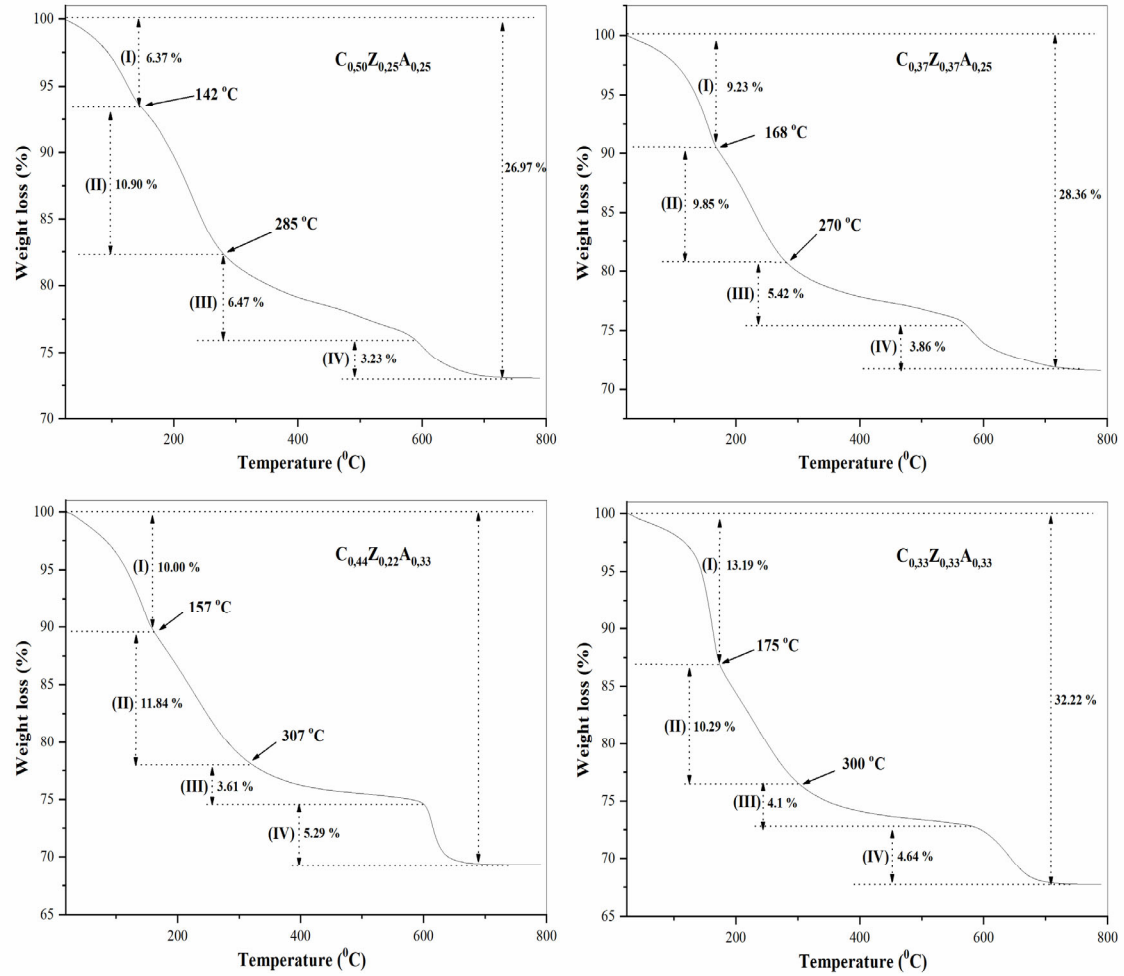 C0,50Z0,25A0,25
(I) 6.37 %
142 °C
(II) 10.90 %
26.97 %
285 °C
(III) 6.47 %
(IV) 3.23 %
100
95
90
85
80
75
70
200 400 600 800
Weight loss (%)
Temperature (⁰C)
C0,37Z0,37A0,25
(I) 9.23 %
168 °C
(II) 9.85 %
28.36 %
270 °C
(III) 5.42 %
(IV) 3.86 %
100
95
90
85
80
75
70
200 400 600 800
Weight loss (%)
Temperature (⁰C)
C0,44Z0,22A0,33
(I) 10.00 %
157 °C
(II) 11.84 %
307 °C
(III) 3.61 %
(IV) 5.29 %
100
95
90
85
80
75
70
65
200 400 600 800
Weight loss (%)
Temperature (⁰C)
C0,33Z0,33A0,33
(I) 13.19 %
175 °C
(II) 10.29 %
32.22 %
300 °C
(III) 4.1 %
(IV) 4.64 %
100
95
90
85
80
75
70
65
200 400 600 800
Weight loss (%)
Temperature (⁰C)